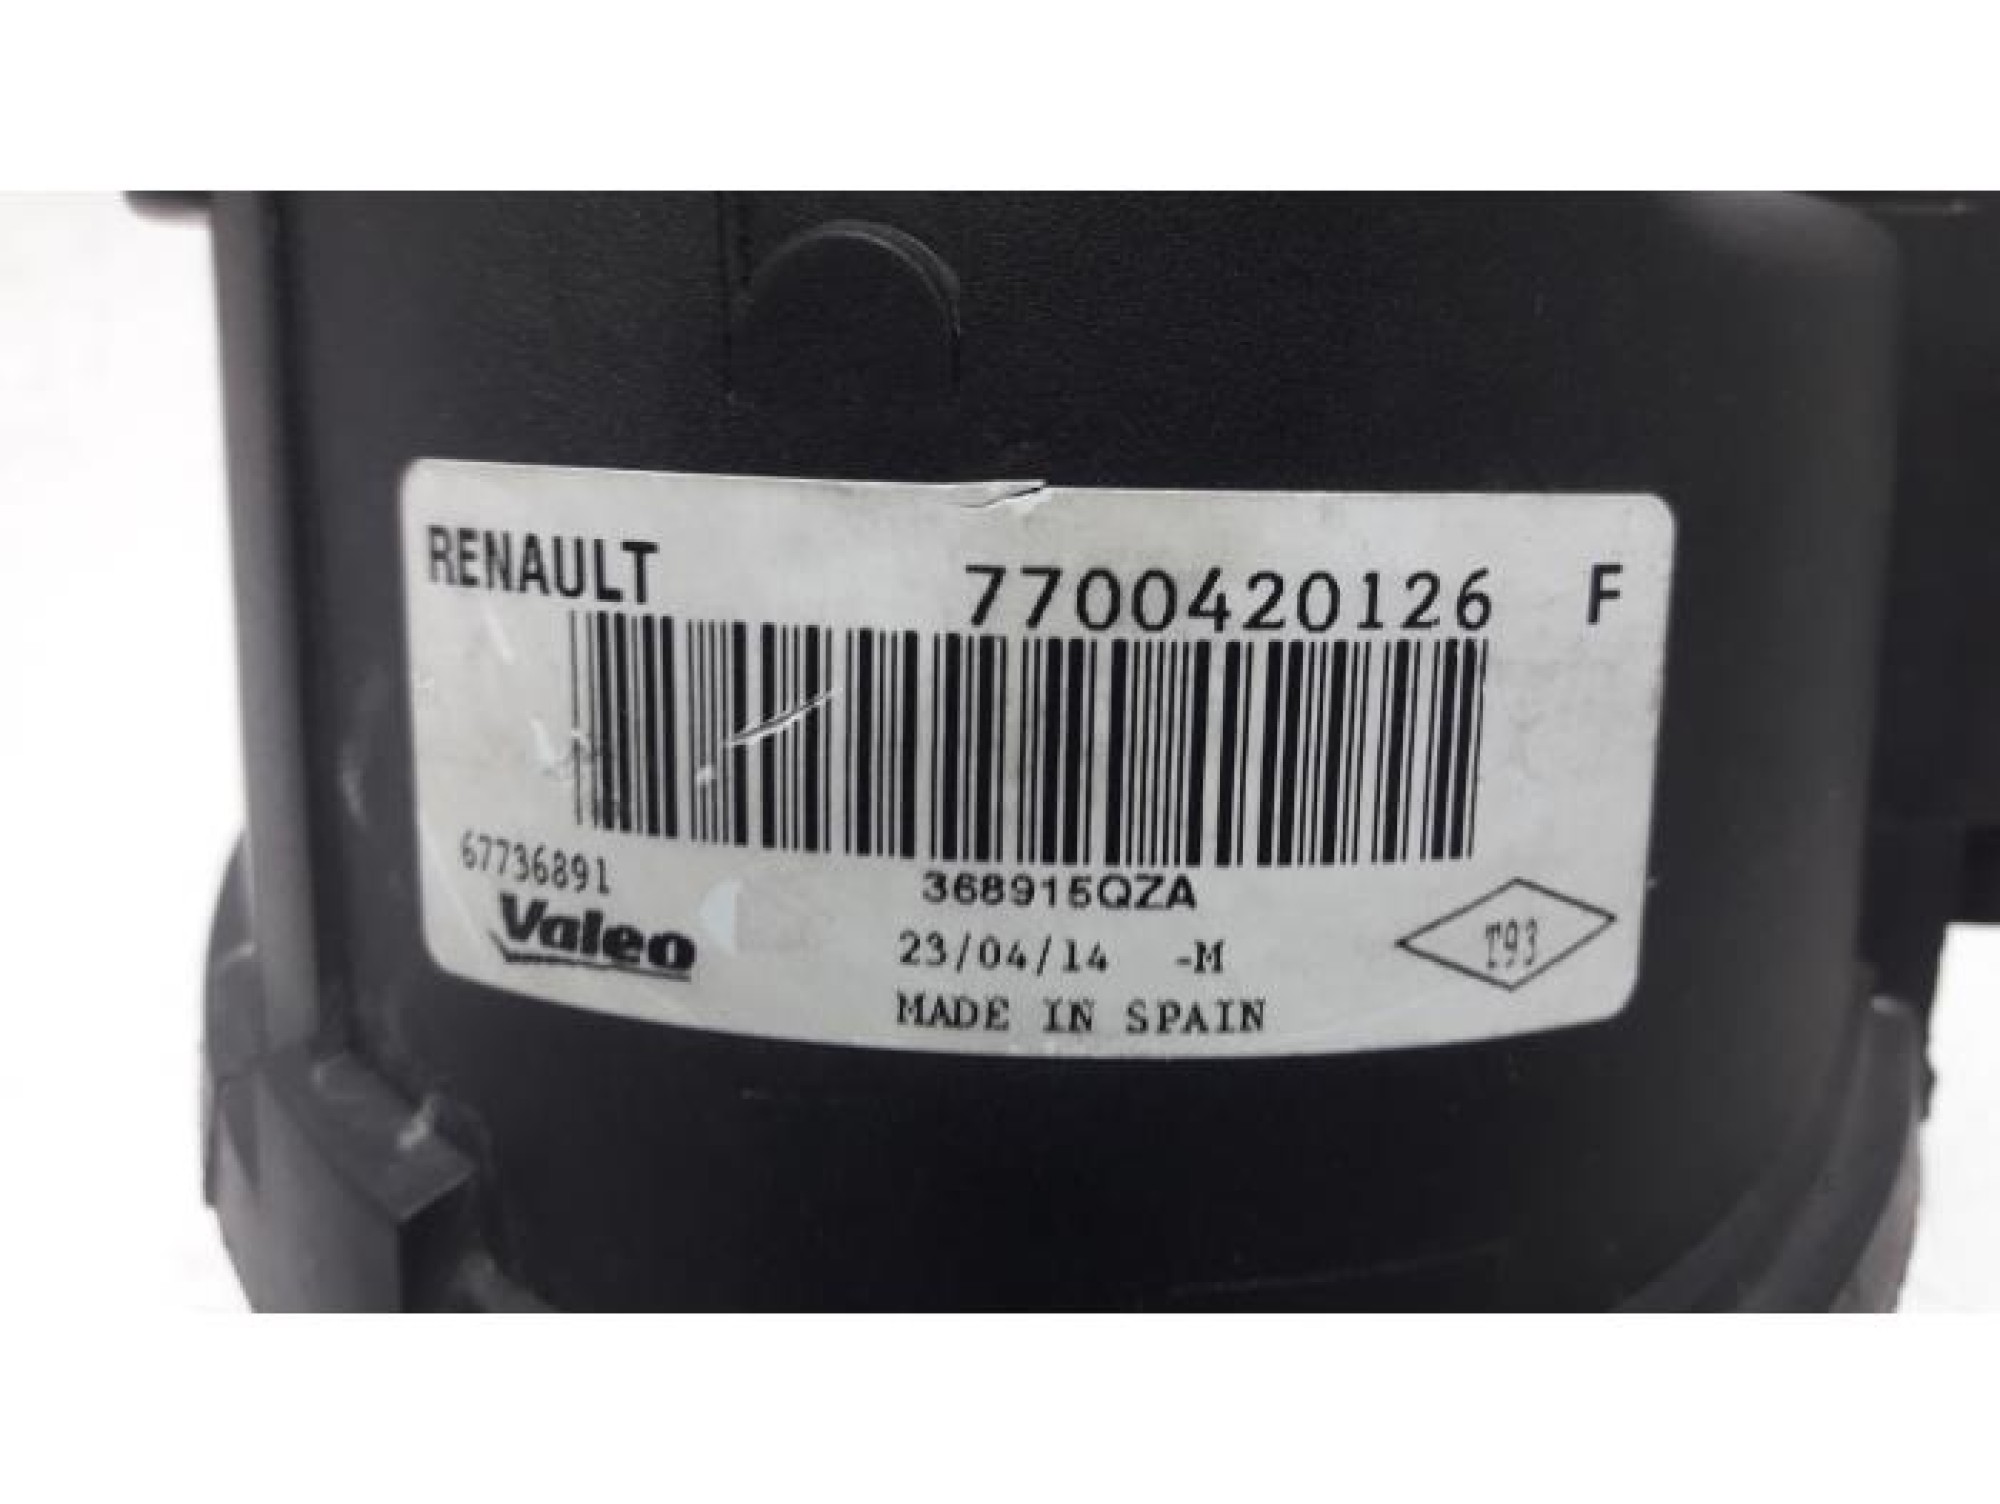 RENAULT 7700420126 F
67736891
368915QZA
Valeo
23/04/14 -M
T93
MADE IN SPAIN